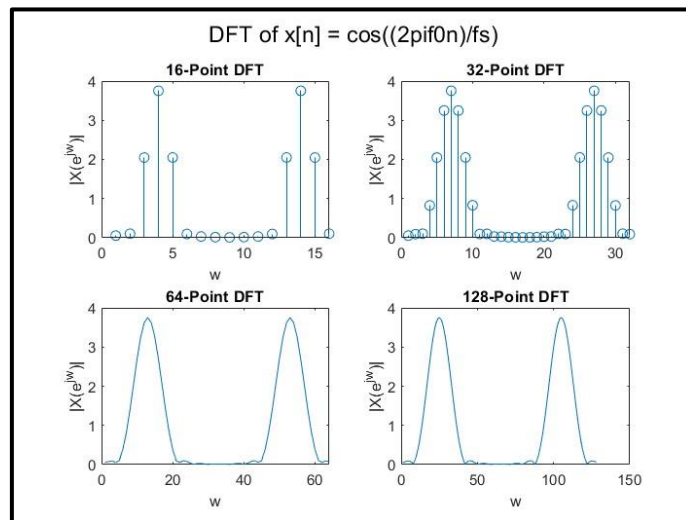 DFT of x[n] = cos((2pif0n)/fs)
16-Point DFT
|X(e^jw)|
4
3
2
1
0
0 5 10 15
w
32-Point DFT
|X(e^jw)|
4
3
2
1
0
0 10 20 30
w
64-Point DFT
|X(e^jw)|
4
3
2
1
0
0 20 40 60
w
128-Point DFT
|X(e^jw)|
4
3
2
1
0
0 50 100 150
w